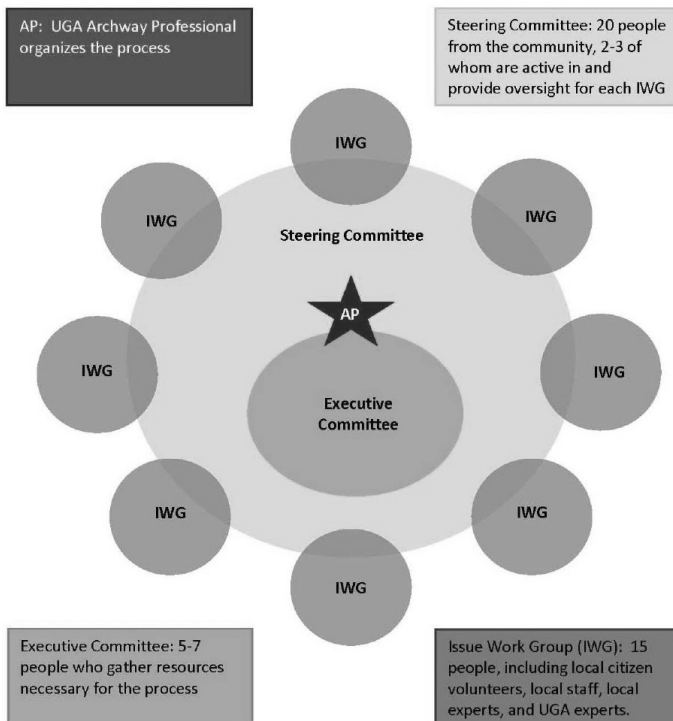 AP: UGA Archway Professional
organizes the process
Steering Committee: 20 people
from the community, 2-3 of
whom are active in and
provide oversight for each IWG
IWG
IWG
IWG
Steering Committee
AP
IWG
IWG
Executive
Committee
IWG
IWG
IWG
Executive Committee: 5-7
people who gather resources
necessary for the process
Issue Work Group (IWG): 15
people, including local citizen
volunteers, local staff, local
experts, and UGA experts.